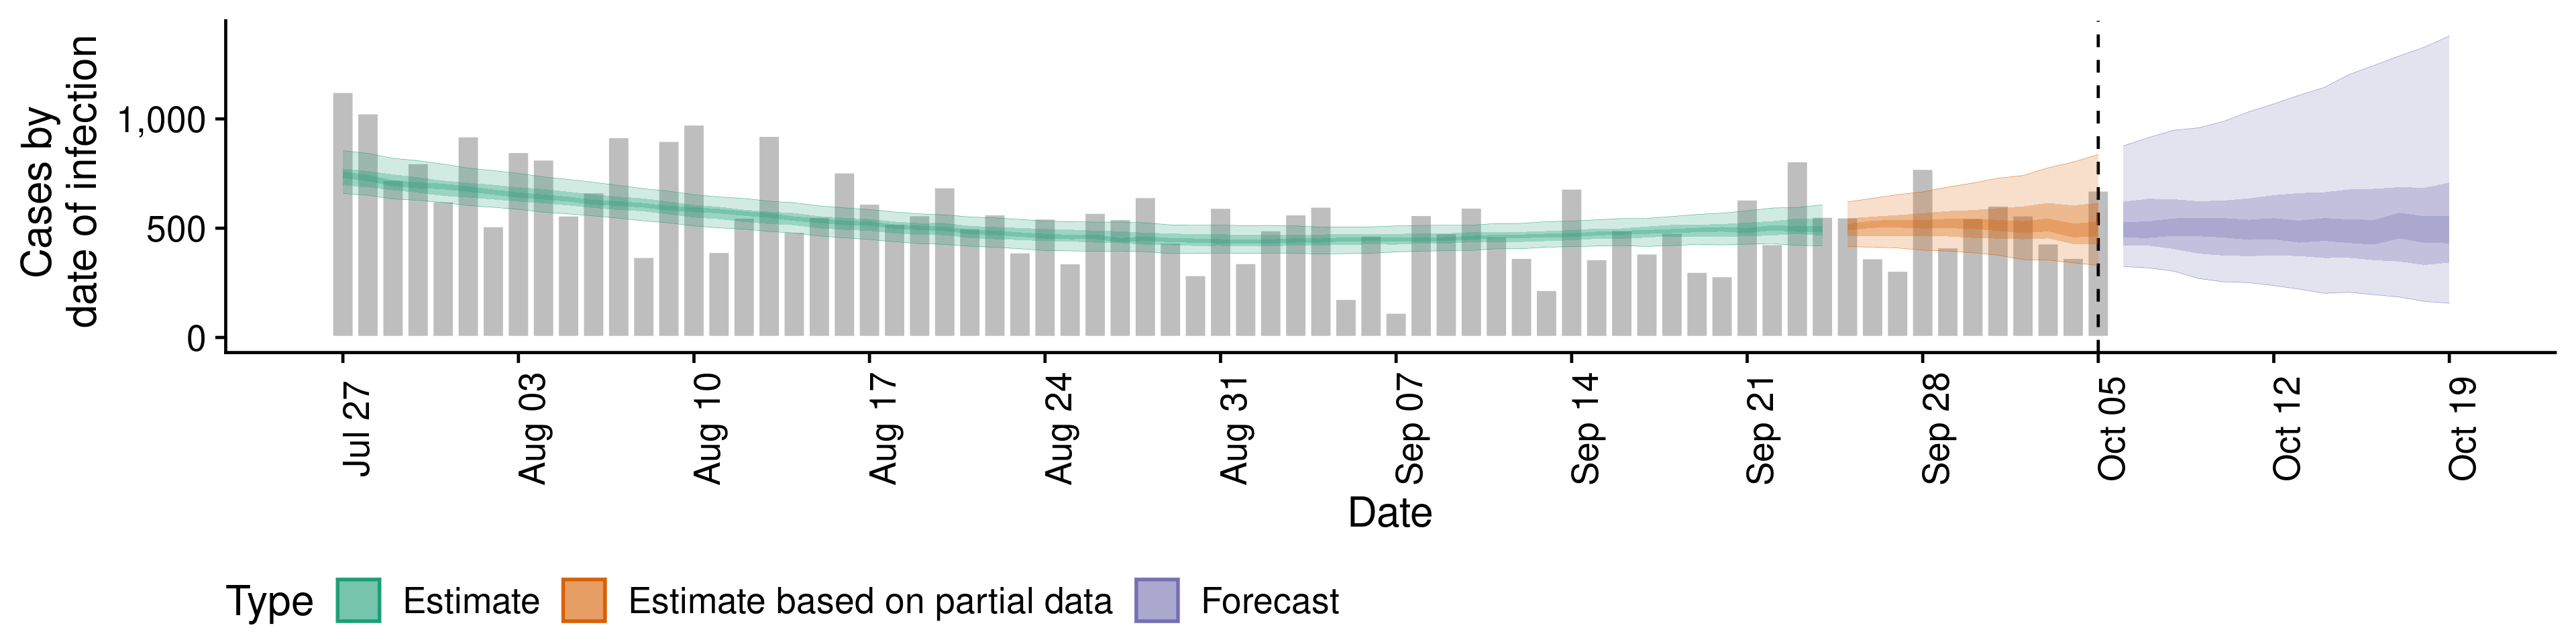 Cases by
date of infection
1,000
500
0
Jul 27
Aug 03
Aug 10
Aug 17
Aug 24
Aug 31
Sep 07
Sep 14
Sep 21
Sep 28
Oct 05
Oct 12
Oct 19
Date
Type Estimate Estimate based on partial data Forecast